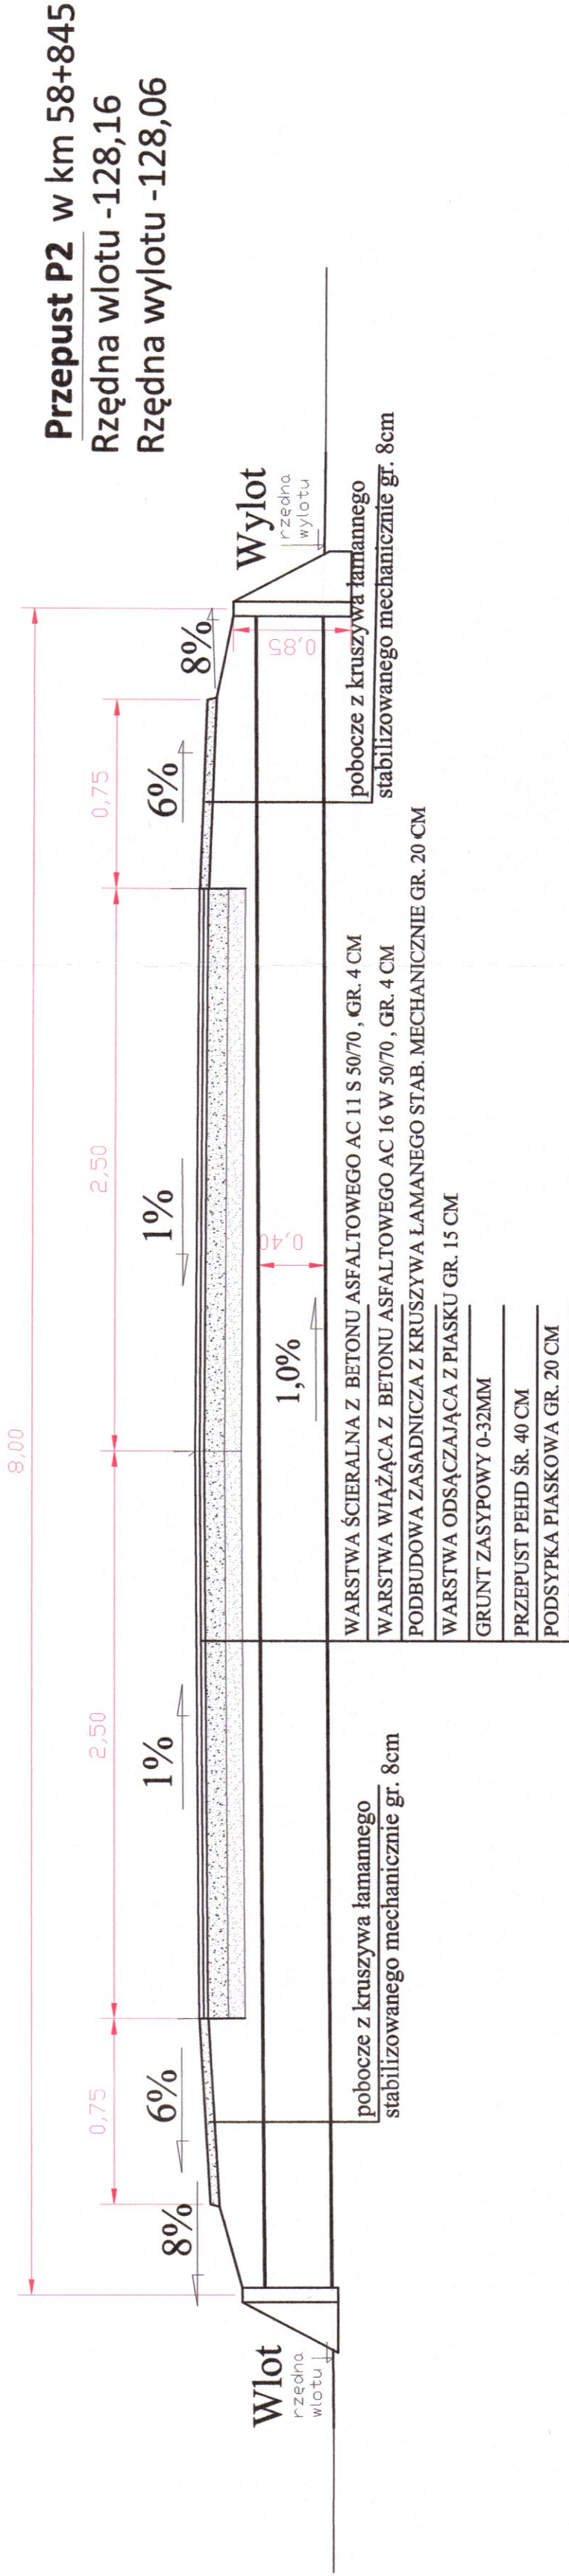 Przepust P2 w km 58+845
Rzędna wlotu -128,16
Rzędna wylotu -128,06
8,00
0,75
2,50
2,50
0,75
8%
6%
1%
1%
6%
8%
Wlot
rzędna
wlotu
Wylot
rzędna
wylotu
0,85
0,40
1,0%
pobocze z kruszywa łamannego
stabilizowanego mechanicznie gr. 8cm
pobocze z kruszywa łamannego
stabilizowanego mechanicznie gr. 8cm
WARSTWA ŚCIERALNA Z BETONU ASFALTOWEGO AC 11 S 50/70 , GR. 4 CM
WARSTWA WIĄŻĄCA Z BETONU ASFALTOWEGO AC 16 W 50/70 , GR. 4 CM
PODBUDOWA ZASADNICZA Z KRUSZYWA ŁAMANEGO STAB. MECHANICZNIE GR. 20 CM
WARSTWA ODSĄCZAJĄCA Z PIASKU GR. 15 CM
GRUNT ZASYPOWY 0-32MM
PRZEPUST PEHD ŚR. 40 CM
PODSYPKA PIASKOWA GR. 20 CM